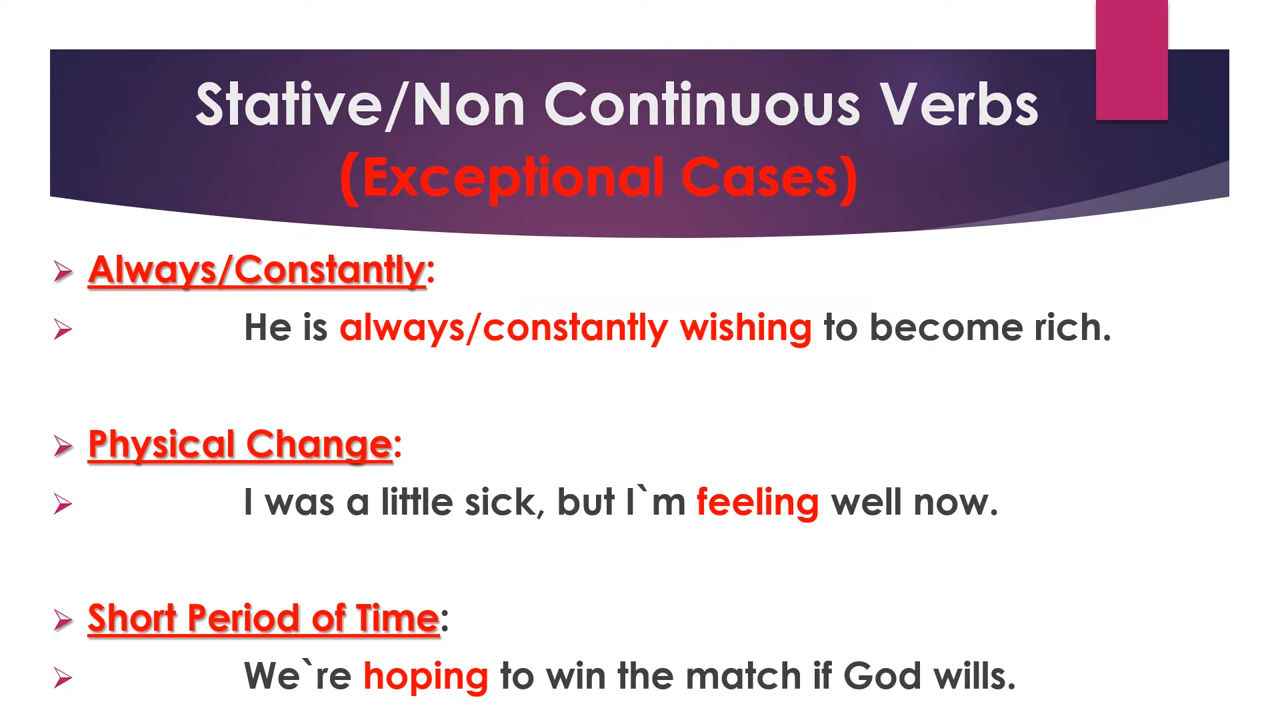 Stative/Non Continuous Verbs
(Exceptional Cases)
➢ Always/Constantly:
➢ He is always/constantly wishing to become rich.
➢ Physical Change:
➢ I was a little sick, but I`m feeling well now.
➢ Short Period of Time:
➢ We`re hoping to win the match if God wills.